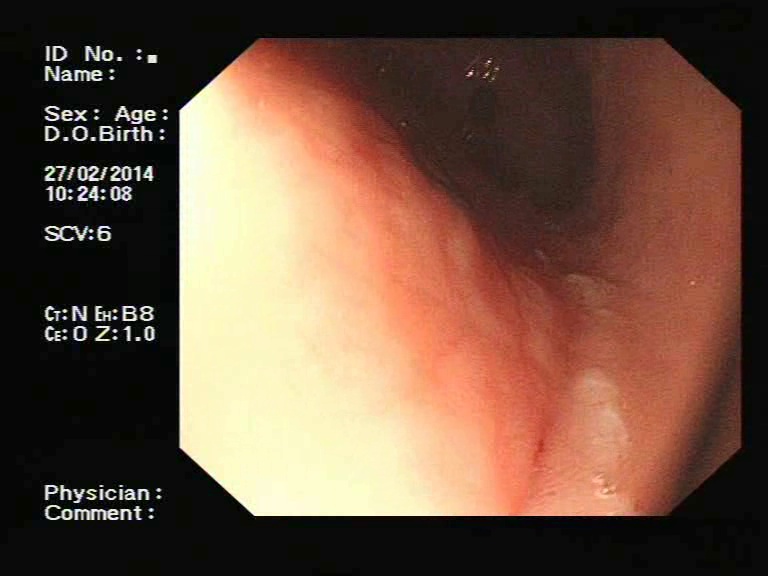 ID No. :
Name:
Sex: Age:
D.O.Birth:
27/02/2014
10:24:08
SCV:6
CT:N EH:B8
CE:0 Z:1.0
Physician:
Comment: